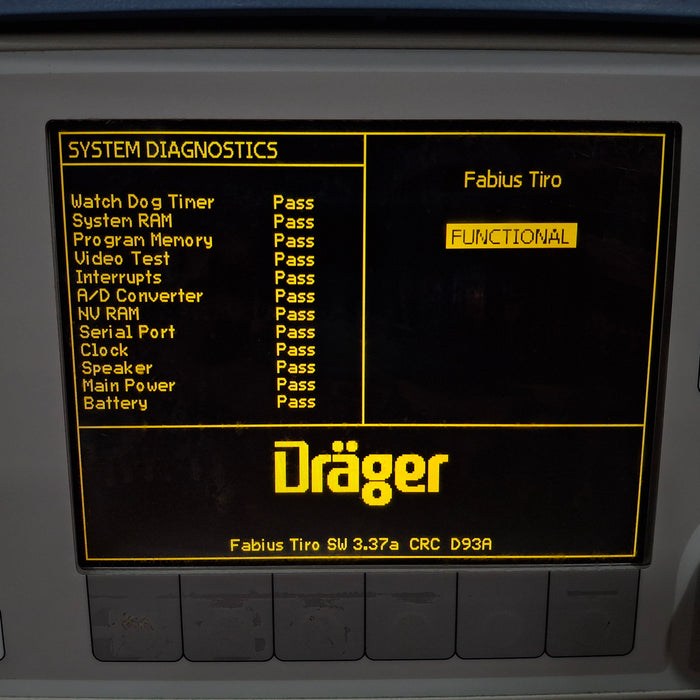 SYSTEM DIAGNOSTICS
Watch Dog Timer Pass
System RAM Pass
Program Memory Pass
Video Test Pass
Interrupts Pass
A/D Converter Pass
NV RAM Pass
Serial Port Pass
Clock Pass
Speaker Pass
Main Power Pass
Battery Pass
Fabius Tiro
FUNCTIONAL
Dräger
Fabius Tiro SW 3.37a CRC D93A